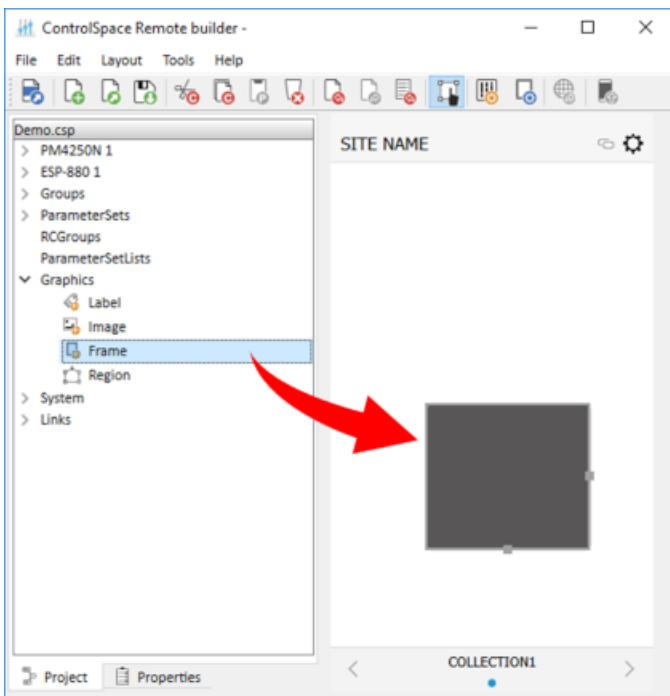 ControlSpace Remote builder -
File Edit Layout Tools Help
Demo.csp
PM4250N 1
ESP-880 1
Groups
ParameterSets
RCGroups
ParameterSetLists
Graphics
Label
Image
Frame
Region
System
Links
Project Properties
SITE NAME
COLLECTION1